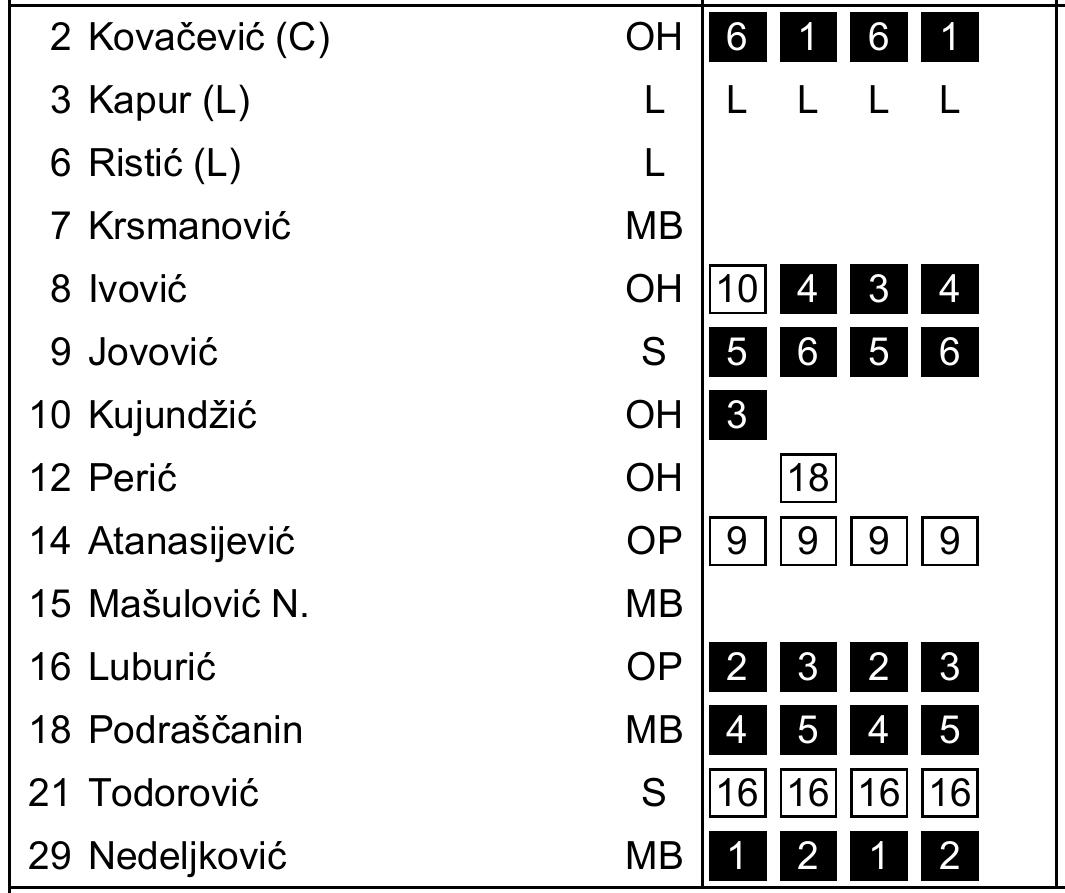 2 Kovačević (C) OH 6 1 6 1
3 Kapur (L) L L L L L
6 Ristić (L) L
7 Krsmanović MB
8 Ivović OH 10 4 3 4
9 Jovović S 5 6 5 6
10 Kujundžić OH 3
12 Perić OH 18
14 Atanasijević OP 9 9 9 9
15 Mašulović N. MB
16 Luburić OP 2 3 2 3
18 Podraščanin MB 4 5 4 5
21 Todorović S 16 16 16 16
29 Nedeljković MB 1 2 1 2